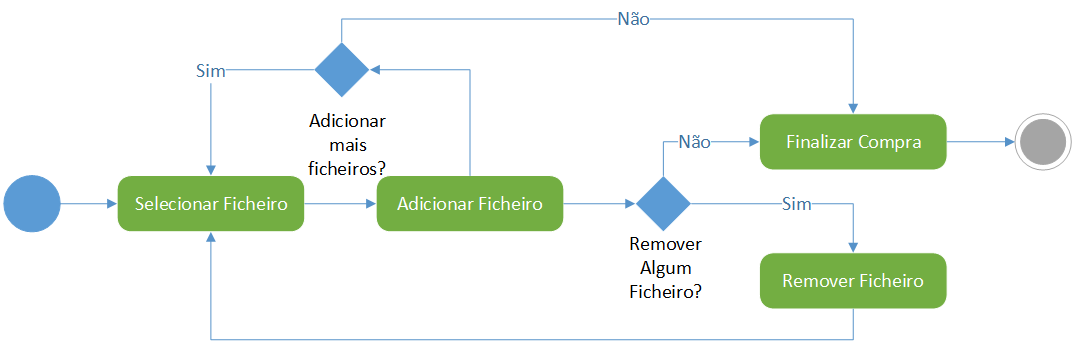 Não
Sim
Adicionar
mais
ficheiros?
Não
Finalizar Compra
Selecionar Ficheiro
Adicionar Ficheiro
Sim
Remover
Algum
Ficheiro?
Remover Ficheiro